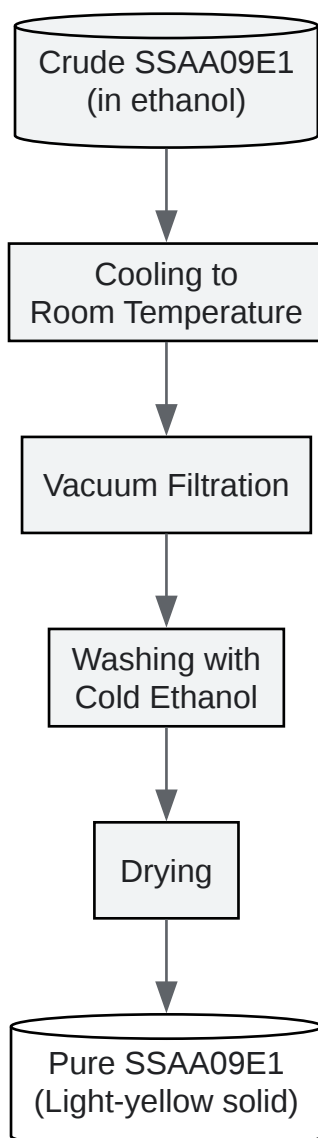 Crude SSAA09E1
(in ethanol)
Cooling to
Room Temperature
Vacuum Filtration
Washing with
Cold Ethanol
Drying
Pure SSAA09E1
(Light-yellow solid)